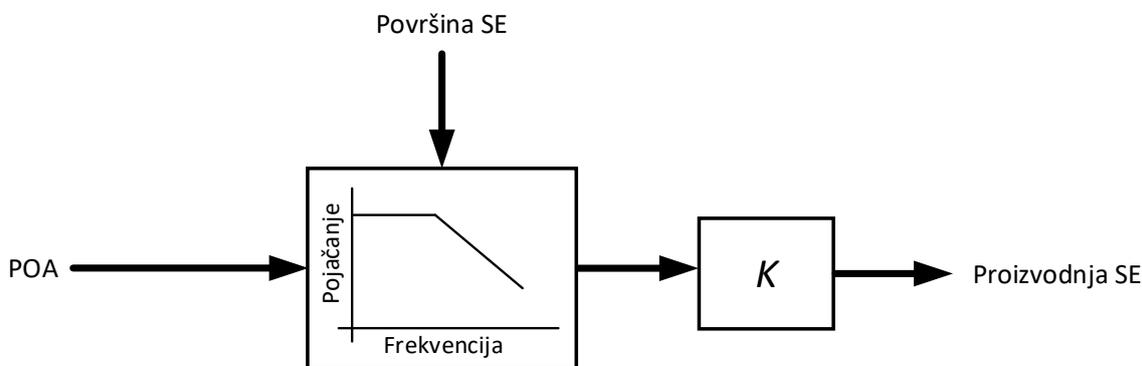 Površina SE
POA
Pojačanje
Frekvencija
K
Proizvodnja SE